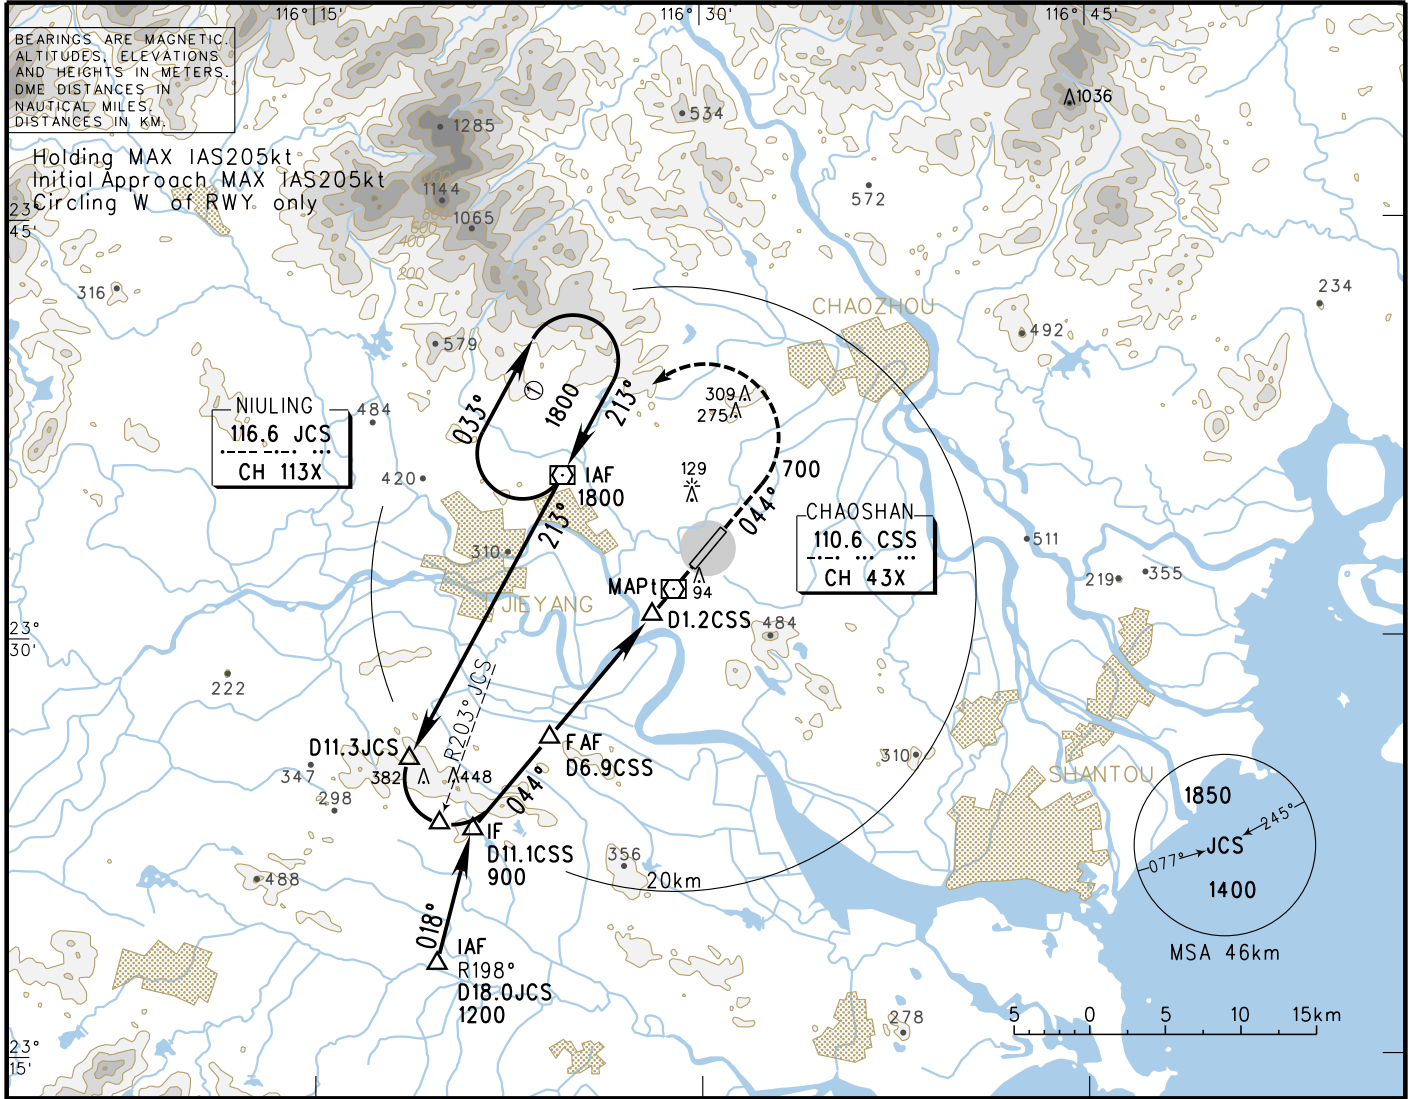 116° 15'
116° 30'
116° 45'
BEARINGS ARE MAGNETIC.
ALTITUDES, ELEVATIONS
AND HEIGHTS IN METERS.
DME DISTANCES IN
NAUTICAL MILES.
DISTANCES IN KM.
1036
534
1285
Holding MAX IAS205kt
Initial Approach MAX IAS205kt
Circling W of RWY only
1144
572
23°
45'
1065
800
600
400
200
316
234
CHAOZHOU
492
579
1
1800
033°
213°
309
275
NIULING
116.6 JCS
CH 113X
484
420
129
700
IAF
1800
044°
213°
CHAOSHAN
110.6 CSS
CH 43X
310
511
219
355
MAPt
94
JIEYANG
D1.2CSS
484
23°
30'
222
R203° JCS
D11.3JCS
FAF
D6.9CSS
382
448
347
298
044°
310
SHANTOU
1850
245°
JCS
077°
1400
MSA 46km
IF
D11.1CSS
900
356
20km
488
018°
IAF
R198°
D18.0JCS
1200
278
5 0 5 10 15km
23°
15'